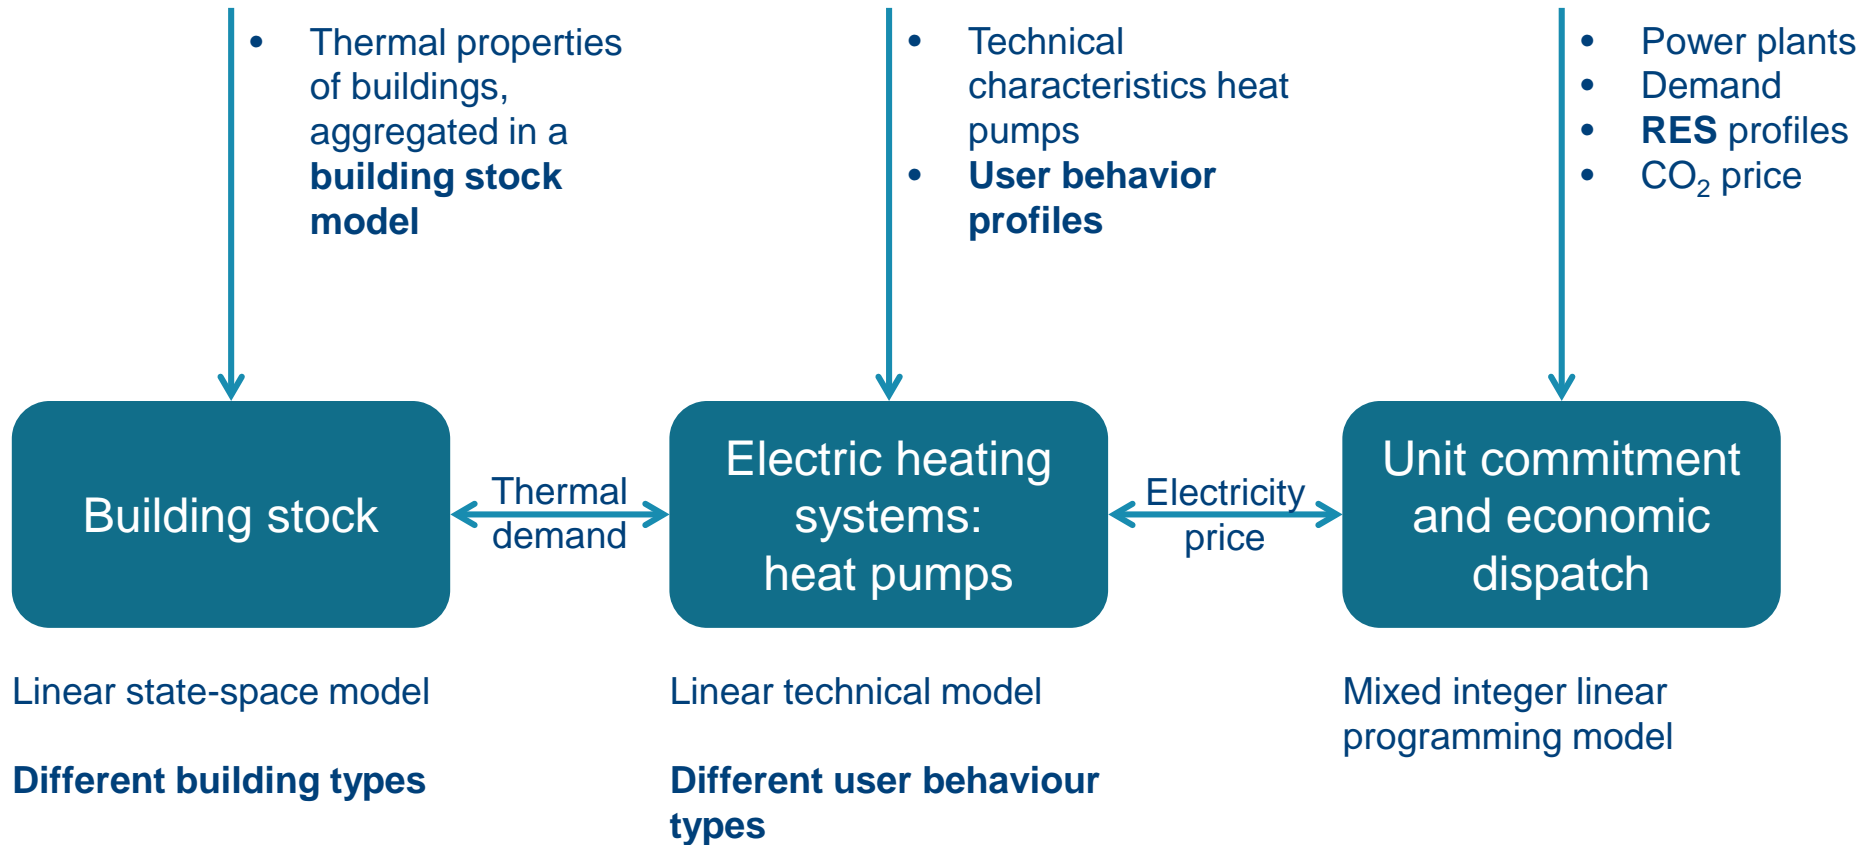 • Thermal properties
of buildings,
aggregated in a
building stock
model
• Technical
characteristics heat
pumps
• User behavior
profiles
• Power plants
• Demand
• RES profiles
• CO₂ price
Building stock
Thermal
demand
Electric heating
systems:
heat pumps
Electricity
price
Unit commitment
and economic
dispatch
Linear state-space model
Different building types
Linear technical model
Different user behaviour
types
Mixed integer linear
programming model